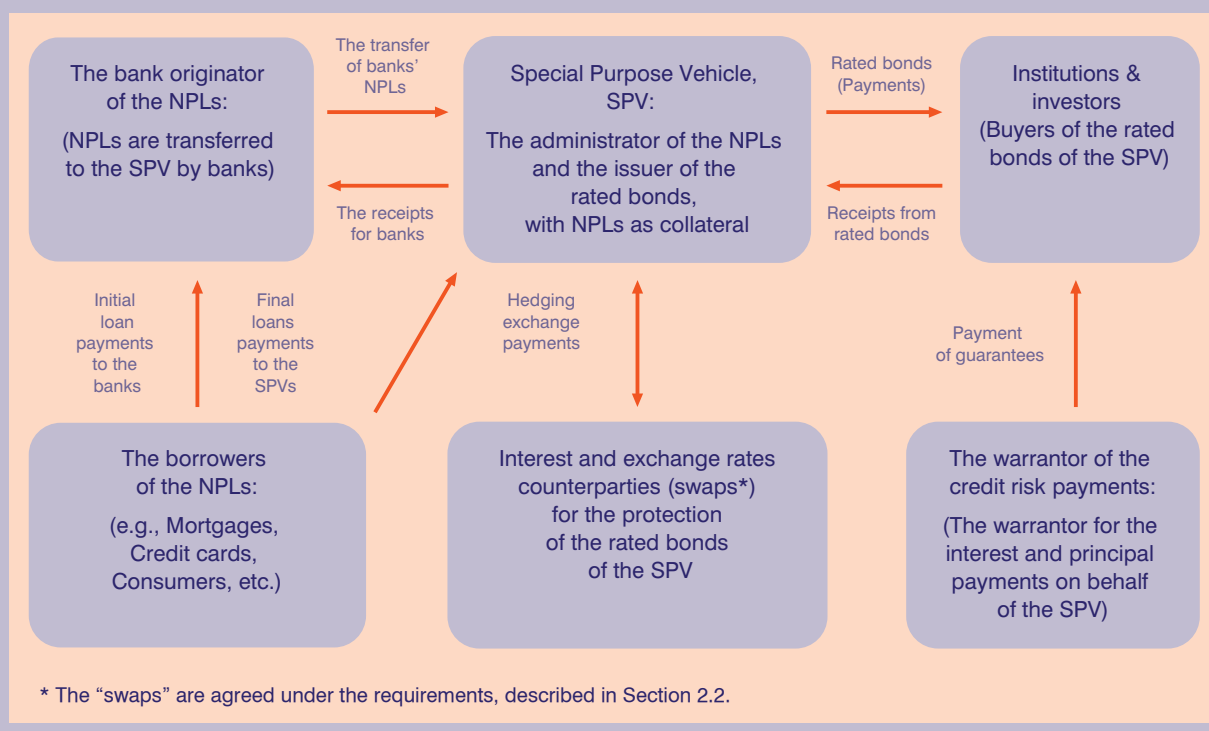 The bank originator
of the NPLs:
(NPLs are transferred
to the SPV by banks)
The transfer
of banks’
NPLs
The receipts
for banks
Special Purpose Vehicle,
SPV:
The administrator of the NPLs
and the issuer of the
rated bonds,
with NPLs as collateral
Rated bonds
(Payments)
Receipts from
rated bonds
Institutions &
investors
(Buyers of the rated
bonds of the SPV)
Initial
loan
payments
to the
banks
Final
loans
payments
to the
SPVs
Hedging
exchange
payments
Payment
of guarantees
The borrowers
of the NPLs:
(e.g., Mortgages,
Credit cards,
Consumers, etc.)
Interest and exchange rates
counterparties (swaps*)
for the protection
of the rated bonds
of the SPV
The warrantor of the
credit risk payments:
(The warrantor for the
interest and principal
payments on behalf
of the SPV)
* The “swaps” are agreed under the requirements, described in Section 2.2.